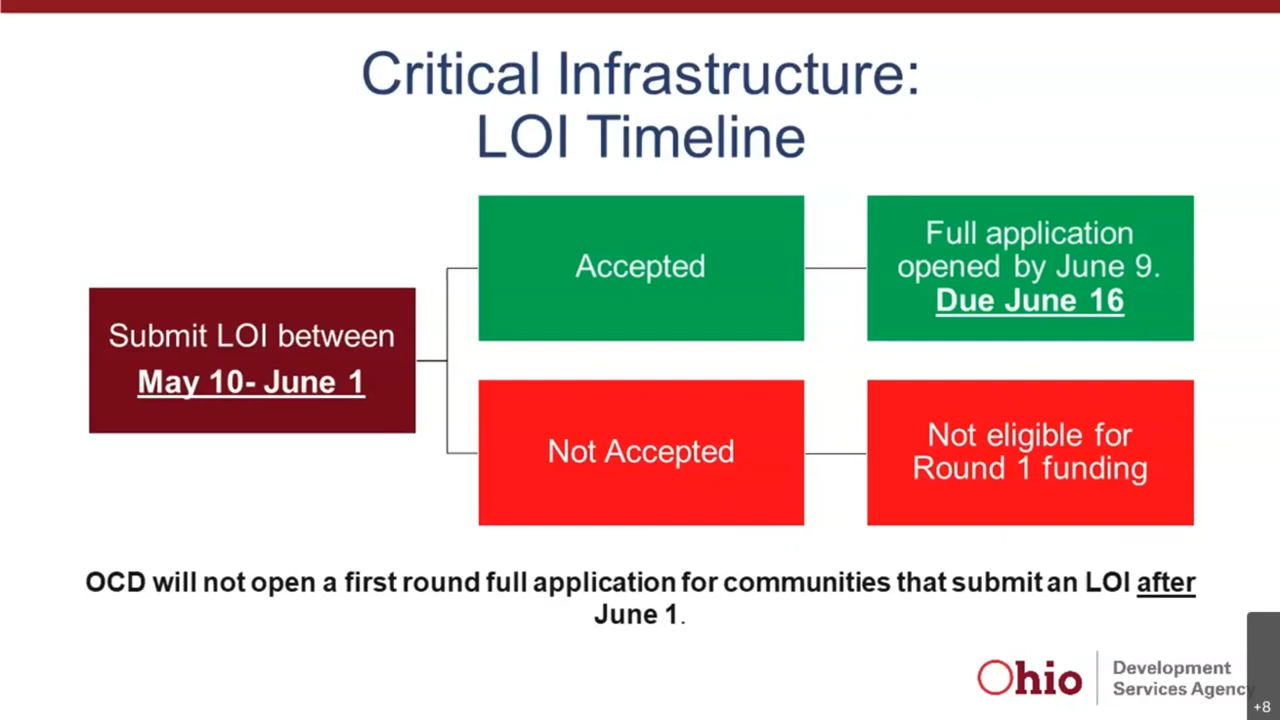 Critical Infrastructure:
LOI Timeline
Submit LOI between
May 10- June 1
Accepted
Full application
opened by June 9.
Due June 16
Not Accepted
Not eligible for
Round 1 funding
OCD will not open a first round full application for communities that submit an LOI after
June 1.
Ohio
Development
Services Agency
+8